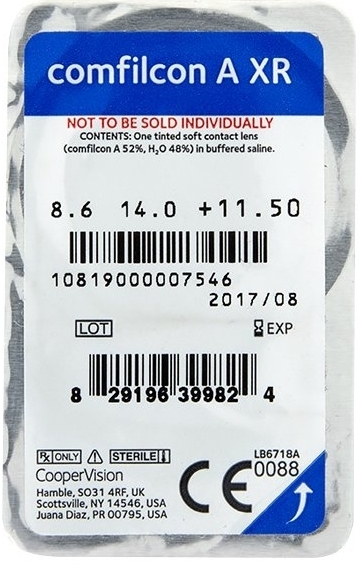 comfilcon A XR
NOT TO BE SOLD INDIVIDUALLY
CONTENTS: One tinted soft contact lens
(comfilcon A 52%, H₂O 48%) in buffered saline.
8.6 14.0 +11.50
10819000007546
2017/08
LOT EXP
8 29196 39982 4
Rx ONLY STERILE LB6718A
CooperVision CE 0088
Hamble, SO31 4RF, UK
Scottsville, NY 14546, USA
Juana Diaz, PR 00795, USA